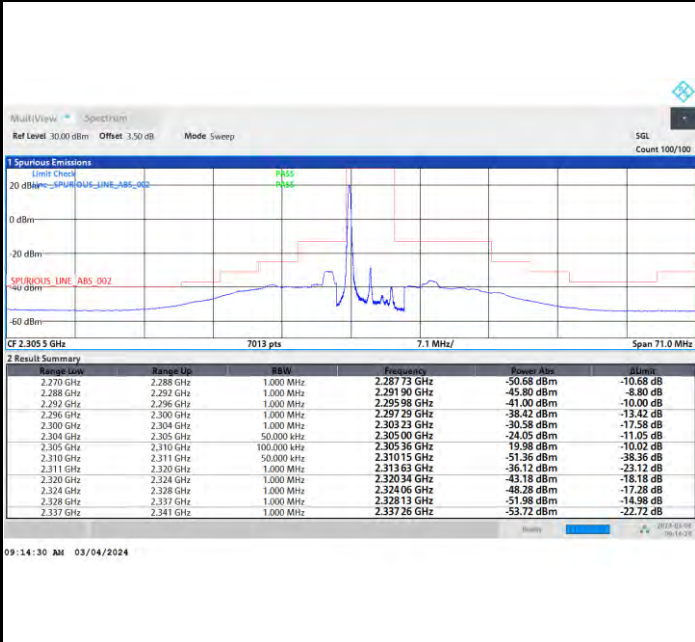 MultiView Spectrum
Ref Level 30.00 dBm Offset 3.50 dB Mode Sweep SGL
Count 100/100
1 Spurious Emissions
Limit Check PASS
Line _SPURIOUS_LINE_ABS_002 PASS
20 dBm
0 dBm
-20 dBm
_SPURIOUS_LINE_ABS_002
-40 dBm
-60 dBm
CF 2.305 5 GHz 7013 pts 7.1 MHz/ Span 71.0 MHz
2 Result Summary
Range Low Range Up RBW Frequency Power Abs ΔLimit
2.270 GHz 2.288 GHz 1.000 MHz 2.287 73 GHz -50.68 dBm -10.68 dB
2.288 GHz 2.292 GHz 1.000 MHz 2.291 90 GHz -45.80 dBm -8.80 dB
2.292 GHz 2.296 GHz 1.000 MHz 2.295 98 GHz -41.00 dBm -10.00 dB
2.296 GHz 2.300 GHz 1.000 MHz 2.297 29 GHz -38.42 dBm -13.42 dB
2.300 GHz 2.304 GHz 1.000 MHz 2.303 23 GHz -30.58 dBm -17.58 dB
2.304 GHz 2.305 GHz 50.000 kHz 2.305 00 GHz -24.05 dBm -11.05 dB
2.305 GHz 2.310 GHz 100.000 kHz 2.305 36 GHz 19.98 dBm -10.02 dB
2.310 GHz 2.311 GHz 50.000 kHz 2.310 15 GHz -51.36 dBm -38.36 dB
2.311 GHz 2.320 GHz 1.000 MHz 2.313 63 GHz -36.12 dBm -23.12 dB
2.320 GHz 2.324 GHz 1.000 MHz 2.320 34 GHz -43.18 dBm -18.18 dB
2.324 GHz 2.328 GHz 1.000 MHz 2.324 06 GHz -48.28 dBm -17.28 dB
2.328 GHz 2.337 GHz 1.000 MHz 2.328 13 GHz -51.98 dBm -14.98 dB
2.337 GHz 2.341 GHz 1.000 MHz 2.337 26 GHz -53.72 dBm -22.72 dB
Ready
09:14:30 AM 03/04/2024